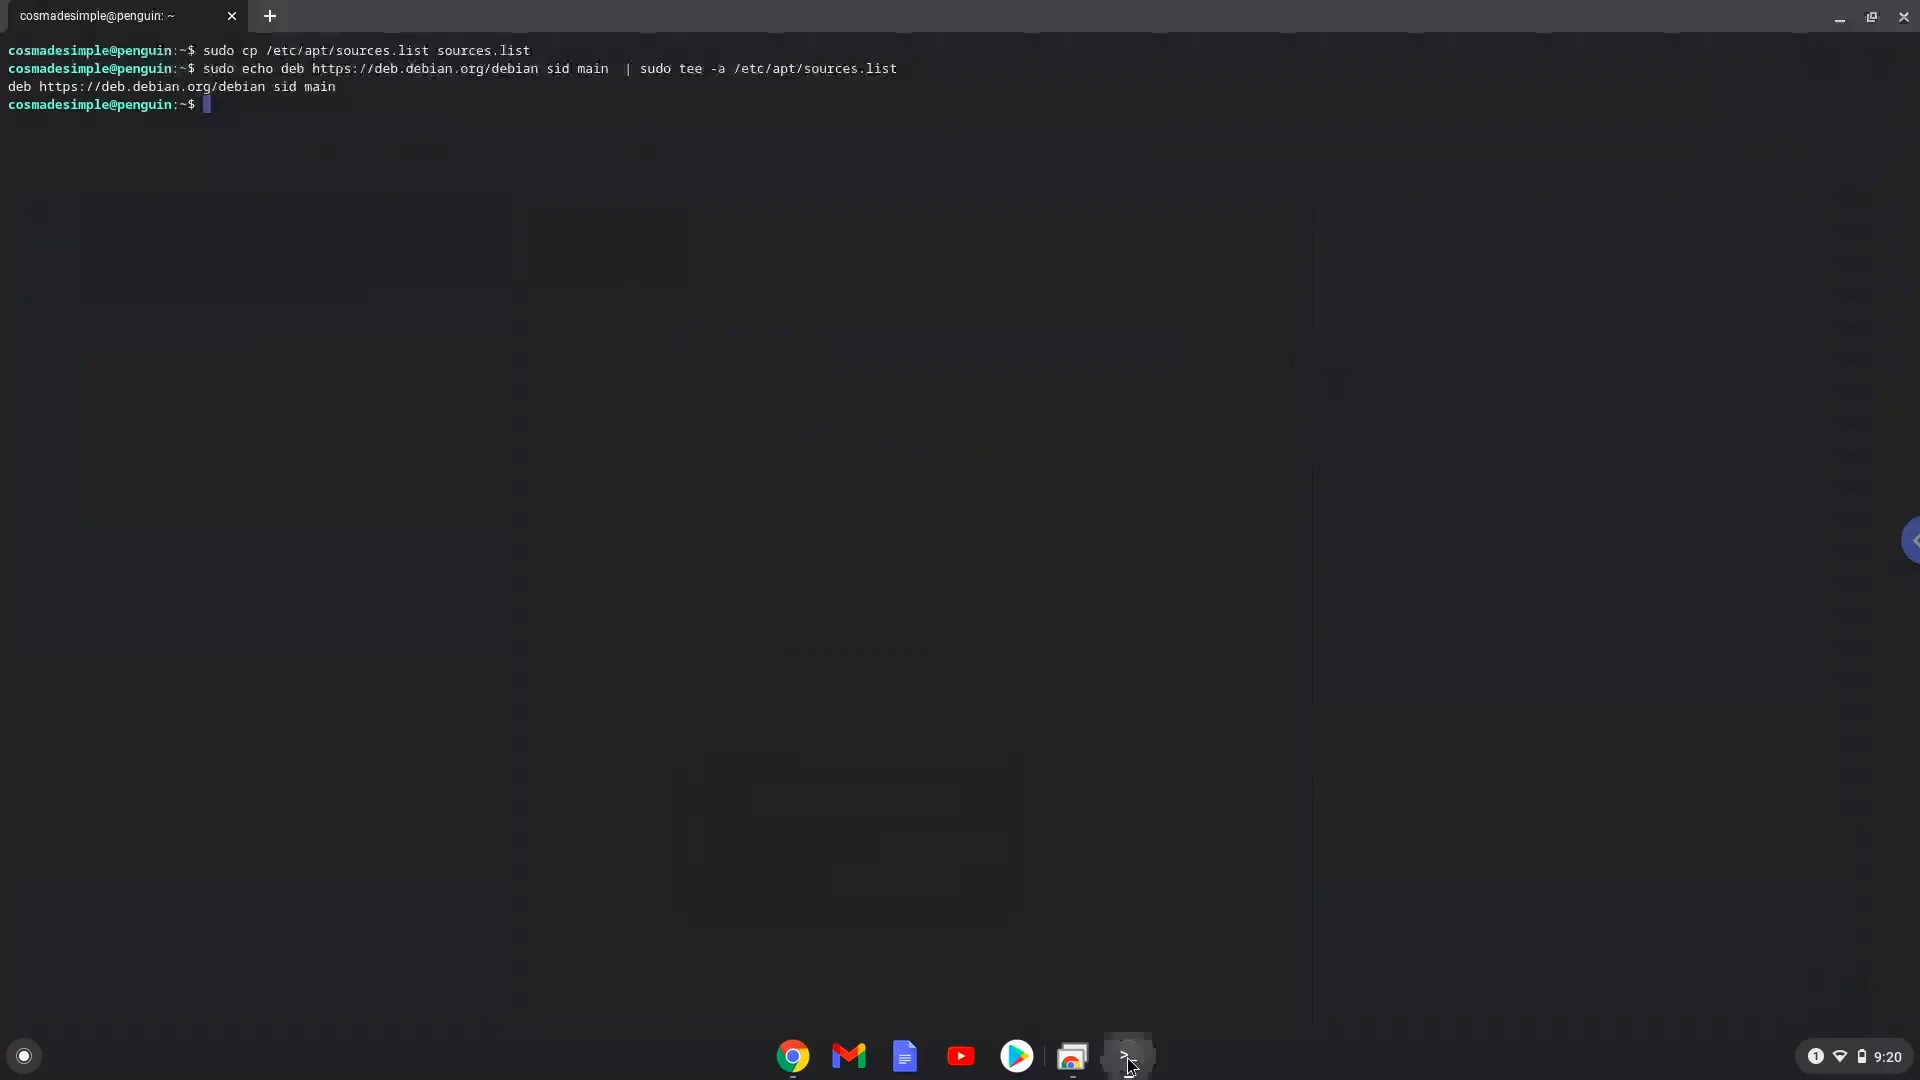 cosmadesimple@penguin: ~
cosmadesimple@penguin:~$ sudo cp /etc/apt/sources.list sources.list
cosmadesimple@penguin:~$ sudo echo deb https://deb.debian.org/debian sid main  | sudo tee -a /etc/apt/sources.list
deb https://deb.debian.org/debian sid main
cosmadesimple@penguin:~$
1 9:20